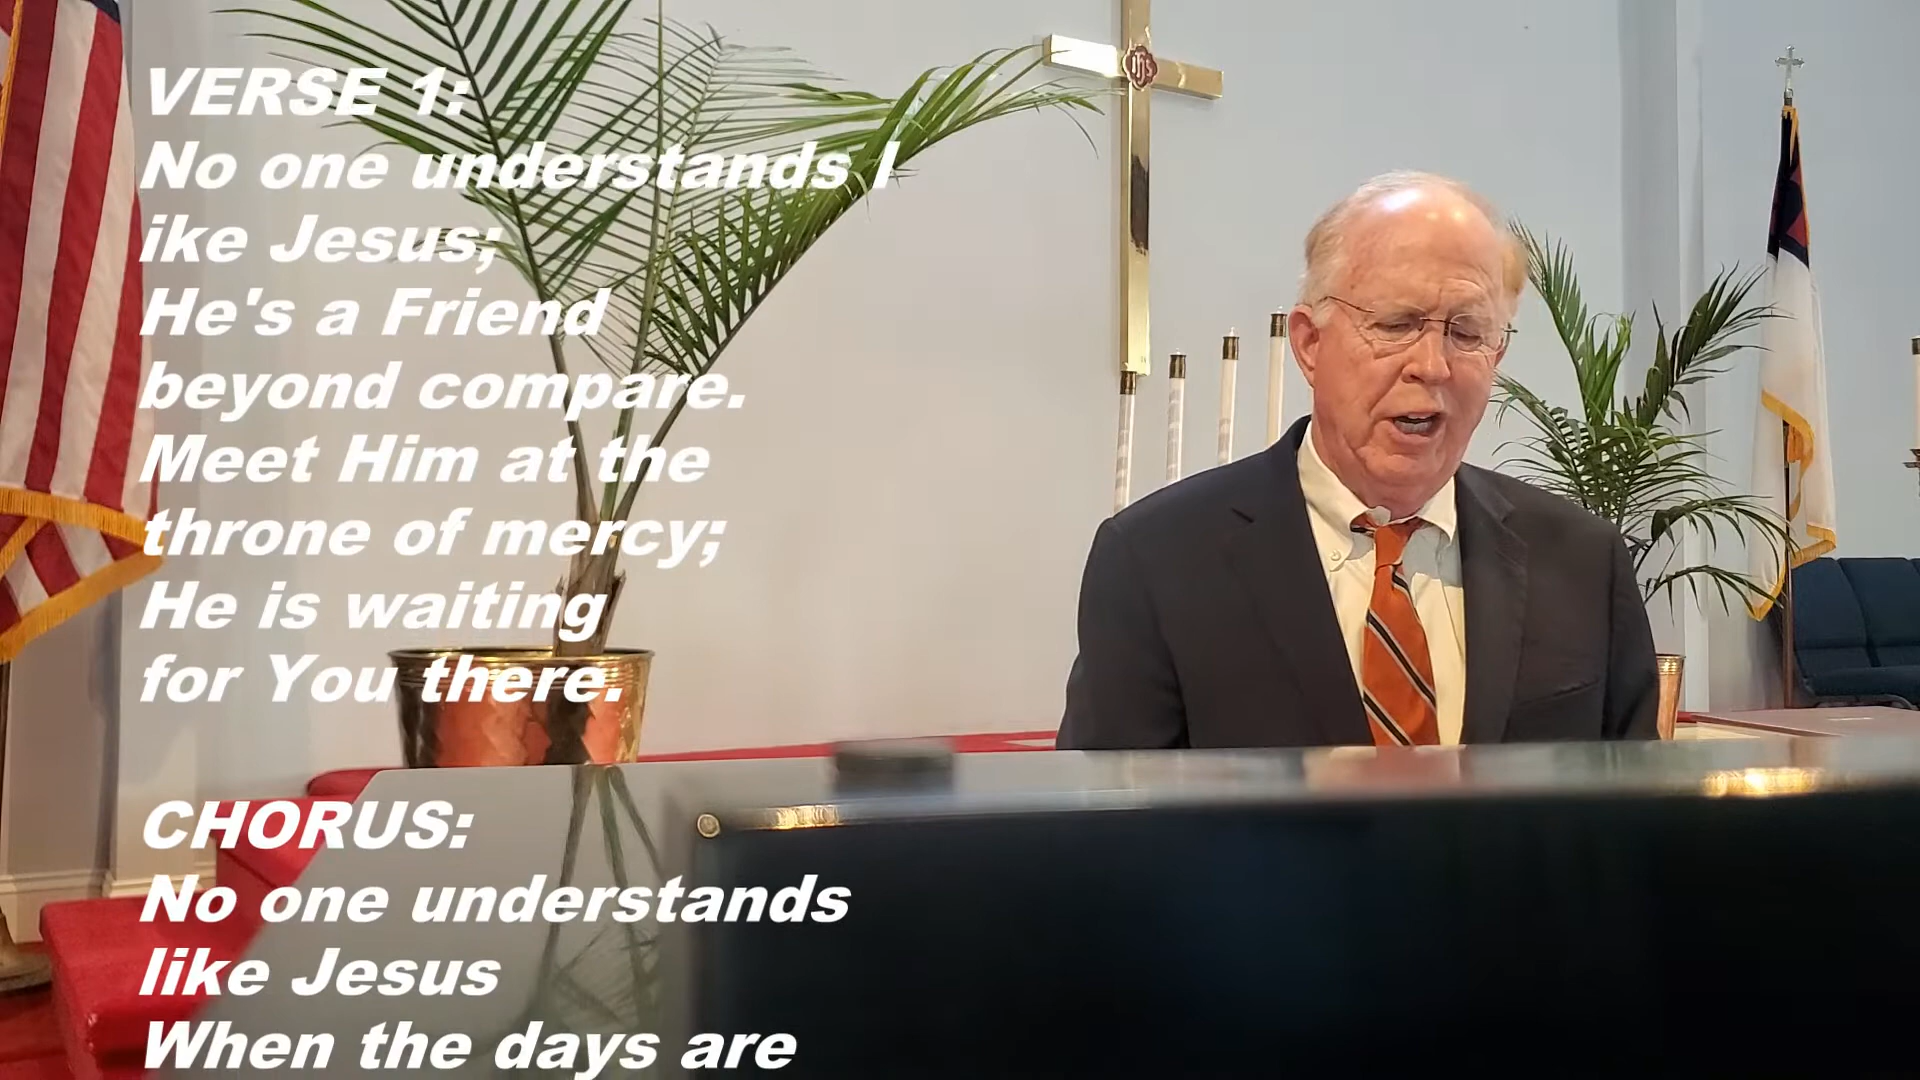 VERSE 1:
No one understands l
ike Jesus;
He's a Friend
beyond compare.
Meet Him at the
throne of mercy;
He is waiting
for You there.
CHORUS:
No one understands
like Jesus
When the days are
IHS